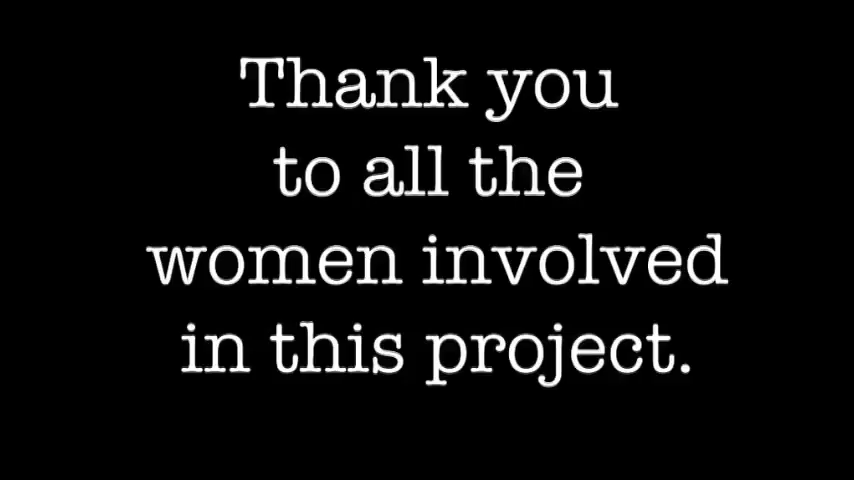 Thank you
to all the
women involved
in this project.